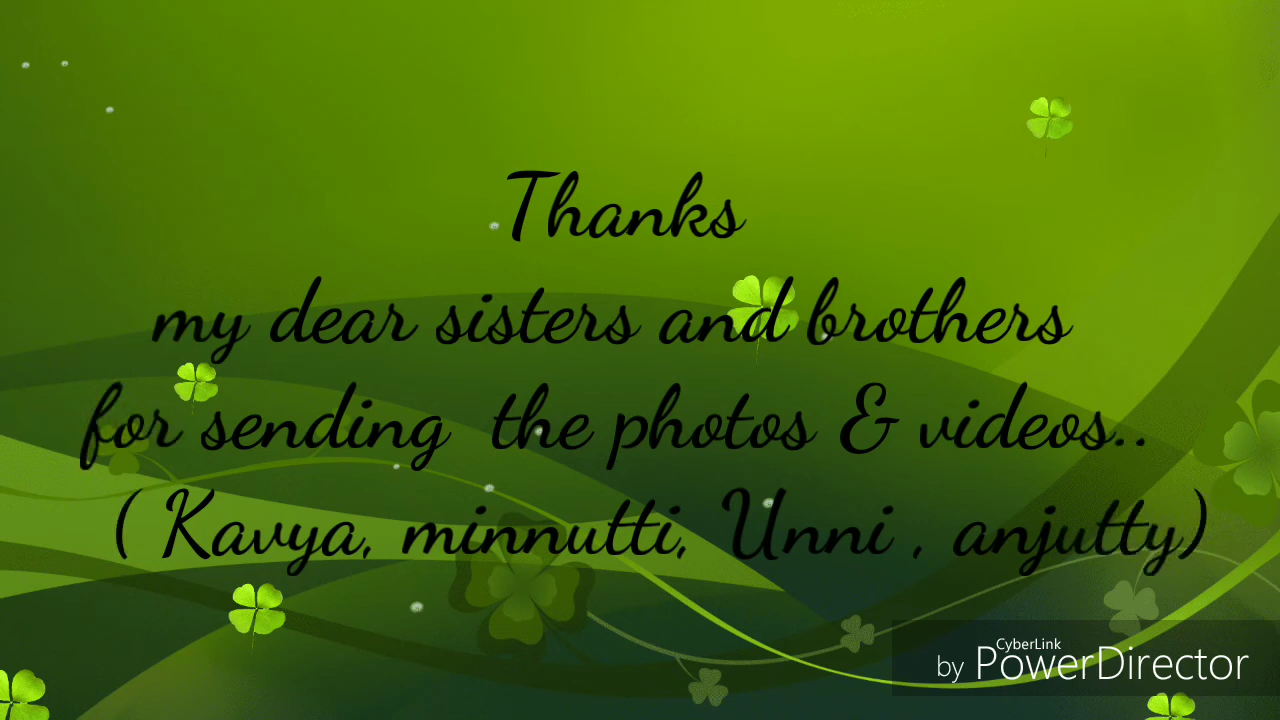 Thanks
my dear sisters and brothers
for sending the photos & videos..
( Kavya, minnutti, Unni , anjutty)
CyberLink
by PowerDirector